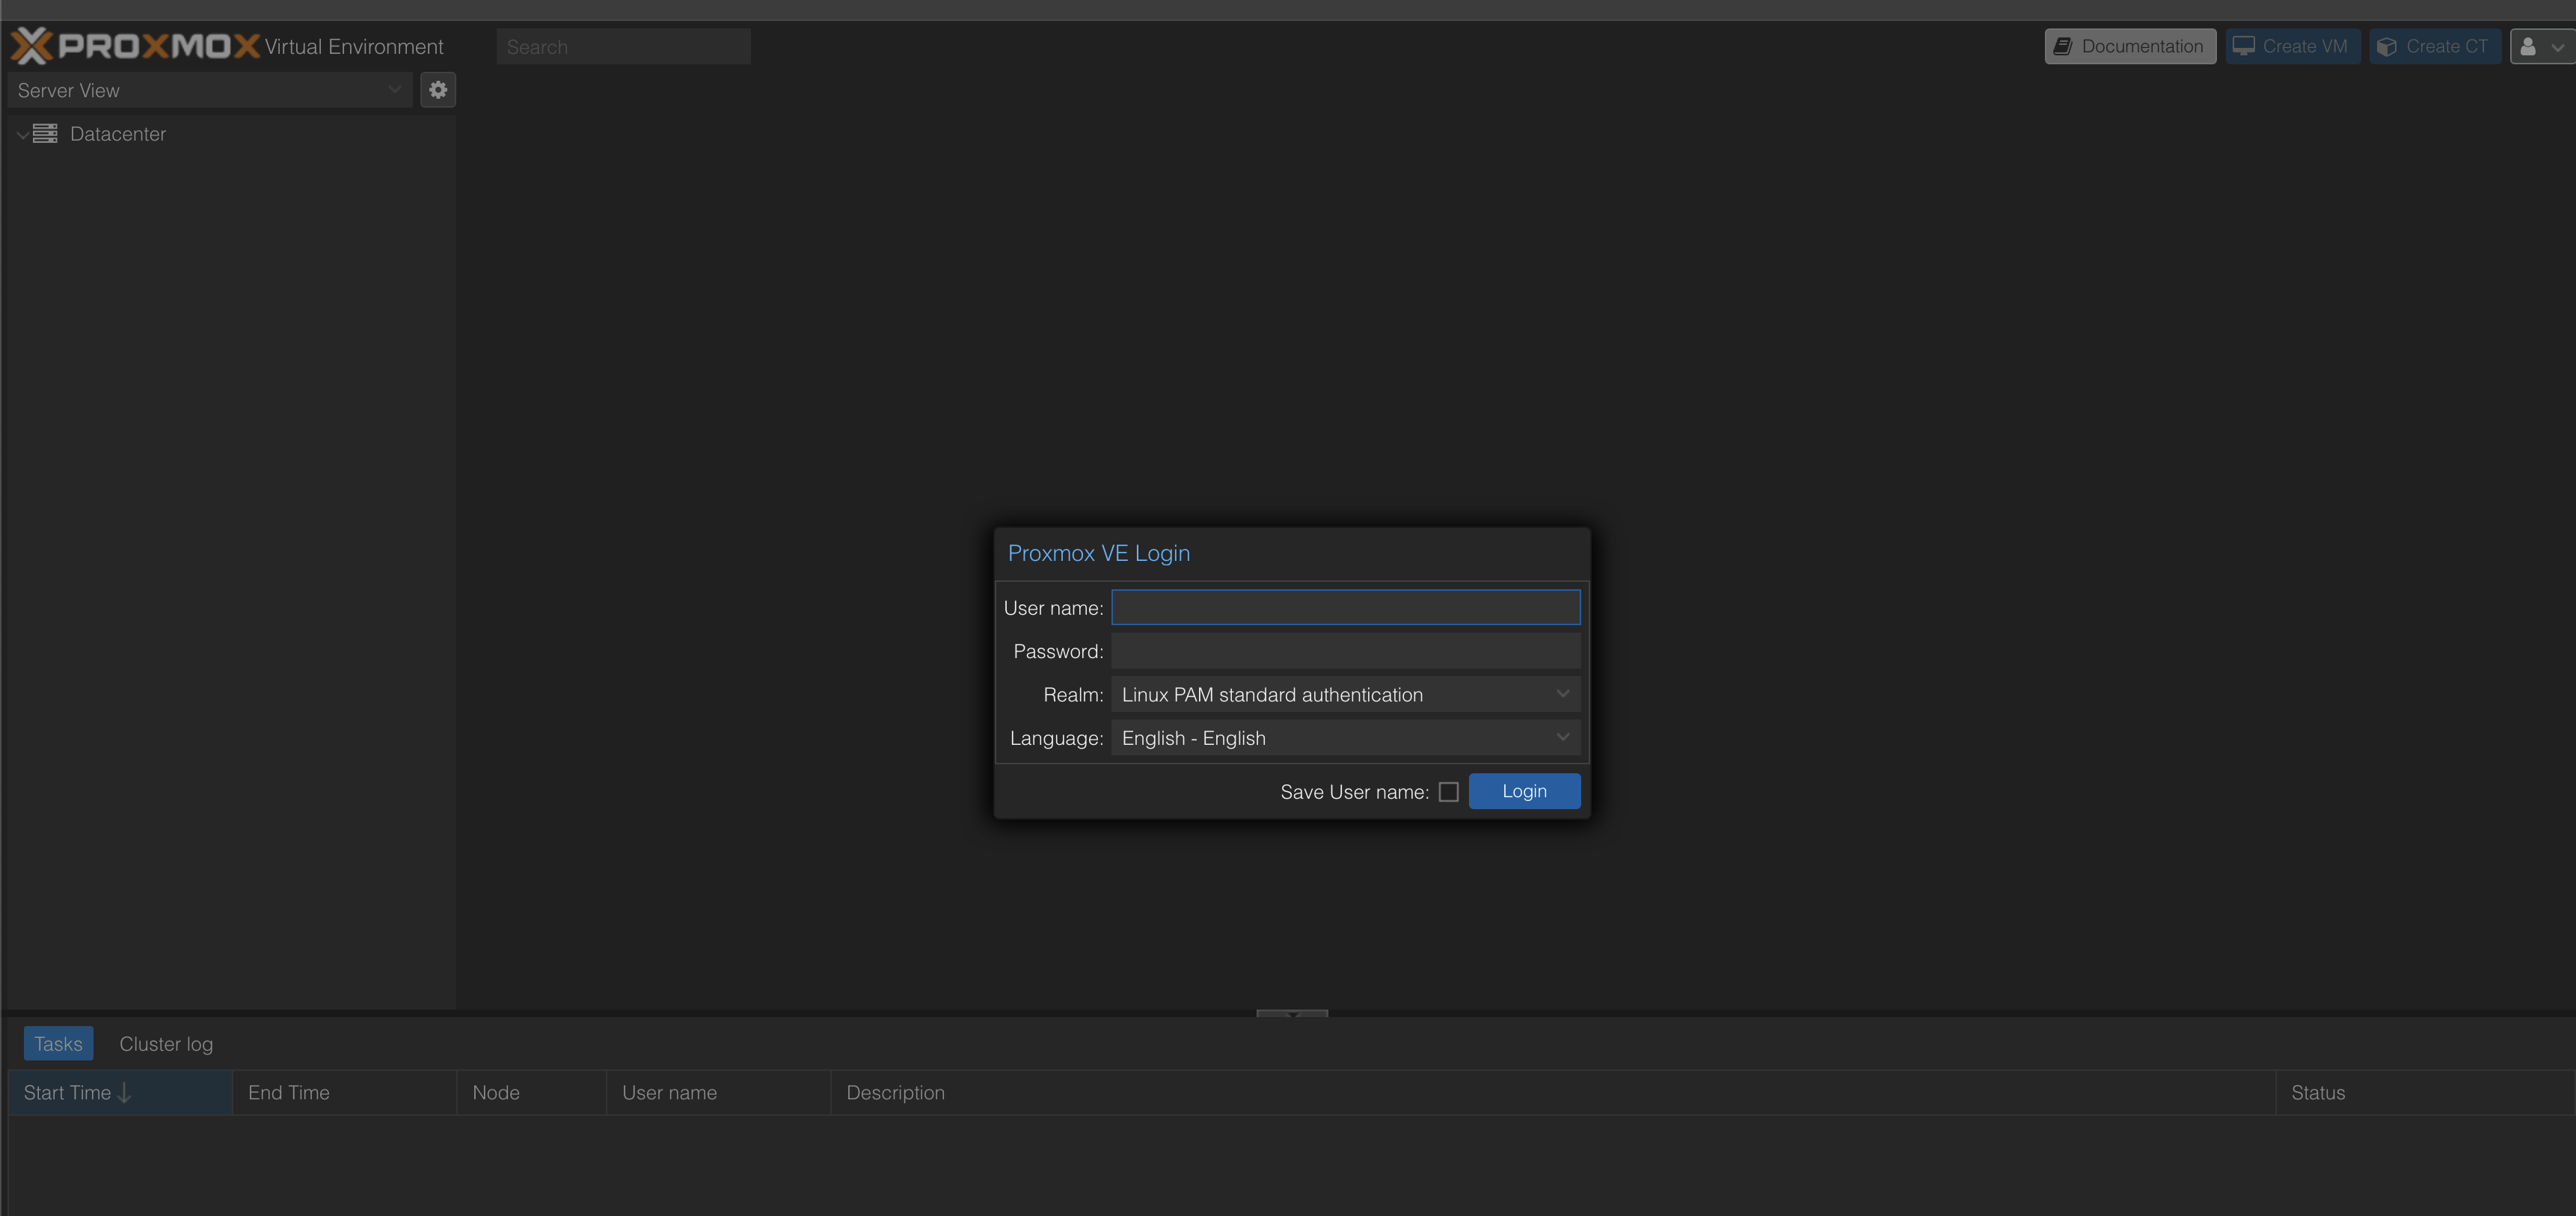 PROXMOX Virtual Environment Search Documentation Create VM Create CT
Server View
Datacenter
Proxmox VE Login
User name:
Password:
Realm: Linux PAM standard authentication
Language: English - English
Save User name: Login
Tasks Cluster log
Start Time End Time Node User name Description Status